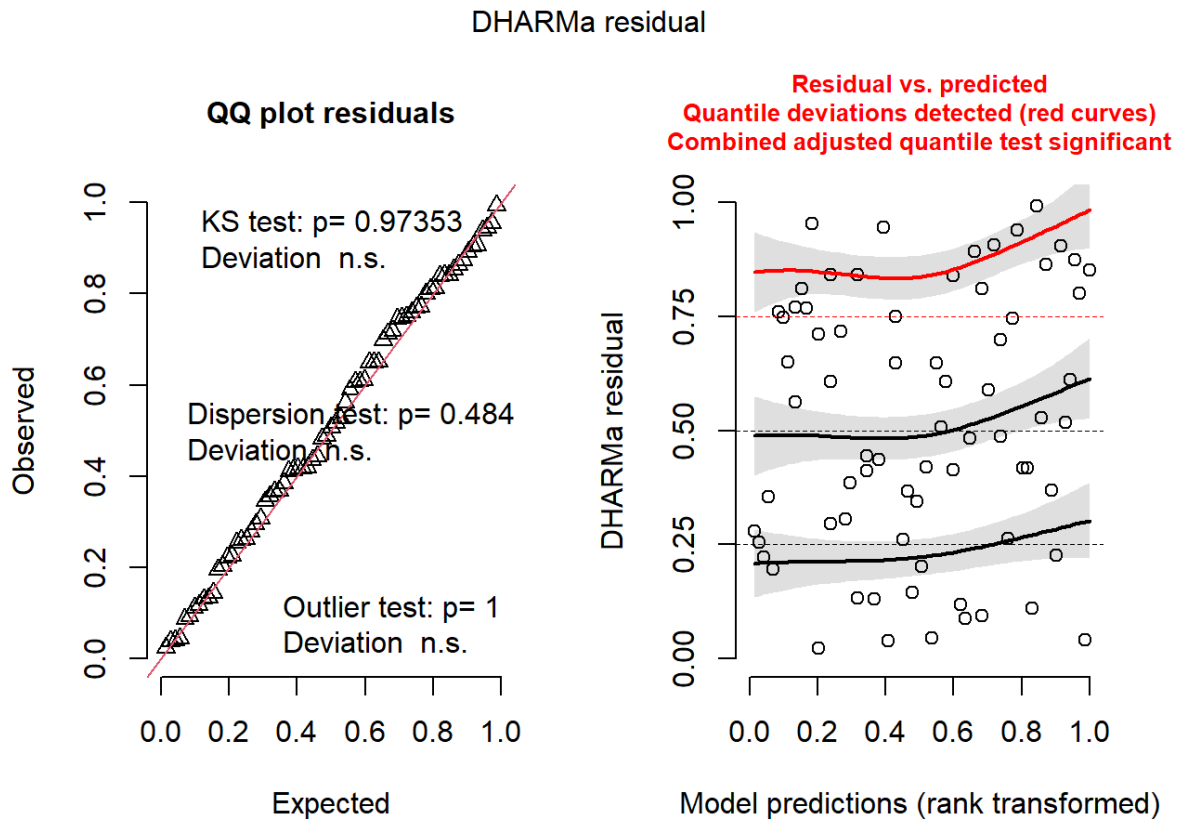 DHARMa residual
QQ plot residuals
KS test: p= 0.97353
Deviation  n.s.
Dispersion test: p= 0.484
Deviation n.s.
Outlier test: p= 1
Deviation  n.s.
Observed
0.0 0.2 0.4 0.6 0.8 1.0
0.0 0.2 0.4 0.6 0.8 1.0
Expected
Residual vs. predicted
Quantile deviations detected (red curves)
Combined adjusted quantile test significant
DHARMa residual
0.00 0.25 0.50 0.75 1.00
0.0 0.2 0.4 0.6 0.8 1.0
Model predictions (rank transformed)